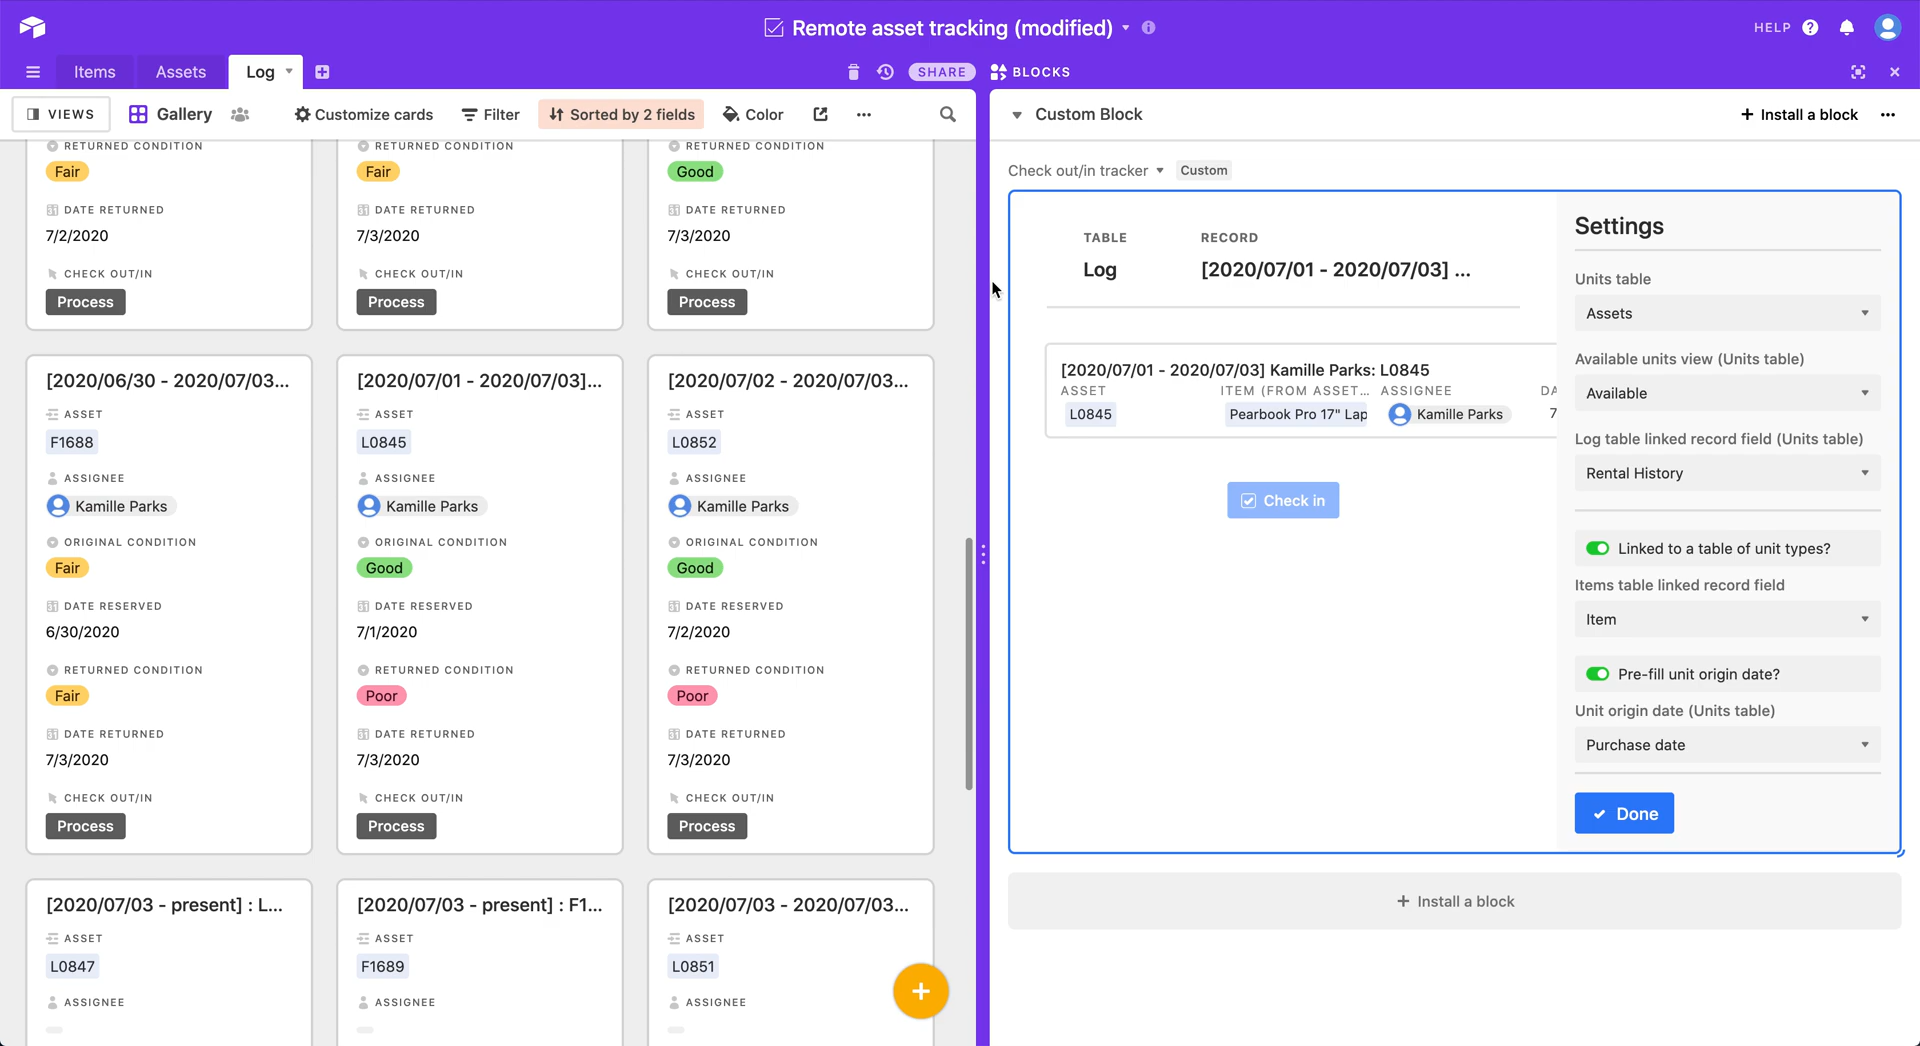 Remote asset tracking (modified)
HELP
Items
Assets
Log
SHARE
BLOCKS
VIEWS
Gallery
Customize cards
Filter
Sorted by 2 fields
Color
Custom Block
Install a block
RETURNED CONDITION
Fair
DATE RETURNED
7/2/2020
CHECK OUT/IN
Process
RETURNED CONDITION
Fair
DATE RETURNED
7/3/2020
CHECK OUT/IN
Process
RETURNED CONDITION
Good
DATE RETURNED
7/3/2020
CHECK OUT/IN
Process
[2020/06/30 - 2020/07/03...
ASSET
F1688
ASSIGNEE
Kamille Parks
ORIGINAL CONDITION
Fair
DATE RESERVED
6/30/2020
RETURNED CONDITION
Fair
DATE RETURNED
7/3/2020
CHECK OUT/IN
Process
[2020/07/01 - 2020/07/03]...
ASSET
L0845
ASSIGNEE
Kamille Parks
ORIGINAL CONDITION
Good
DATE RESERVED
7/1/2020
RETURNED CONDITION
Poor
DATE RETURNED
7/3/2020
CHECK OUT/IN
Process
[2020/07/02 - 2020/07/03...
ASSET
L0852
ASSIGNEE
Kamille Parks
ORIGINAL CONDITION
Good
DATE RESERVED
7/2/2020
RETURNED CONDITION
Poor
DATE RETURNED
7/3/2020
CHECK OUT/IN
Process
[2020/07/03 - present] : L...
ASSET
L0847
ASSIGNEE
[2020/07/03 - present] : F1...
ASSET
F1689
ASSIGNEE
[2020/07/03 - 2020/07/03...
ASSET
L0851
ASSIGNEE
Check out/in tracker
Custom
TABLE
Log
RECORD
[2020/07/01 - 2020/07/03] ...
[2020/07/01 - 2020/07/03] Kamille Parks: L0845
ASSET ITEM (FROM ASSET... ASSIGNEE DA
L0845 Pearbook Pro 17" Lap Kamille Parks 7
Check in
Settings
Units table
Assets
Available units view (Units table)
Available
Log table linked record field (Units table)
Rental History
Linked to a table of unit types?
Items table linked record field
Item
Pre-fill unit origin date?
Unit origin date (Units table)
Purchase date
Done
Install a block